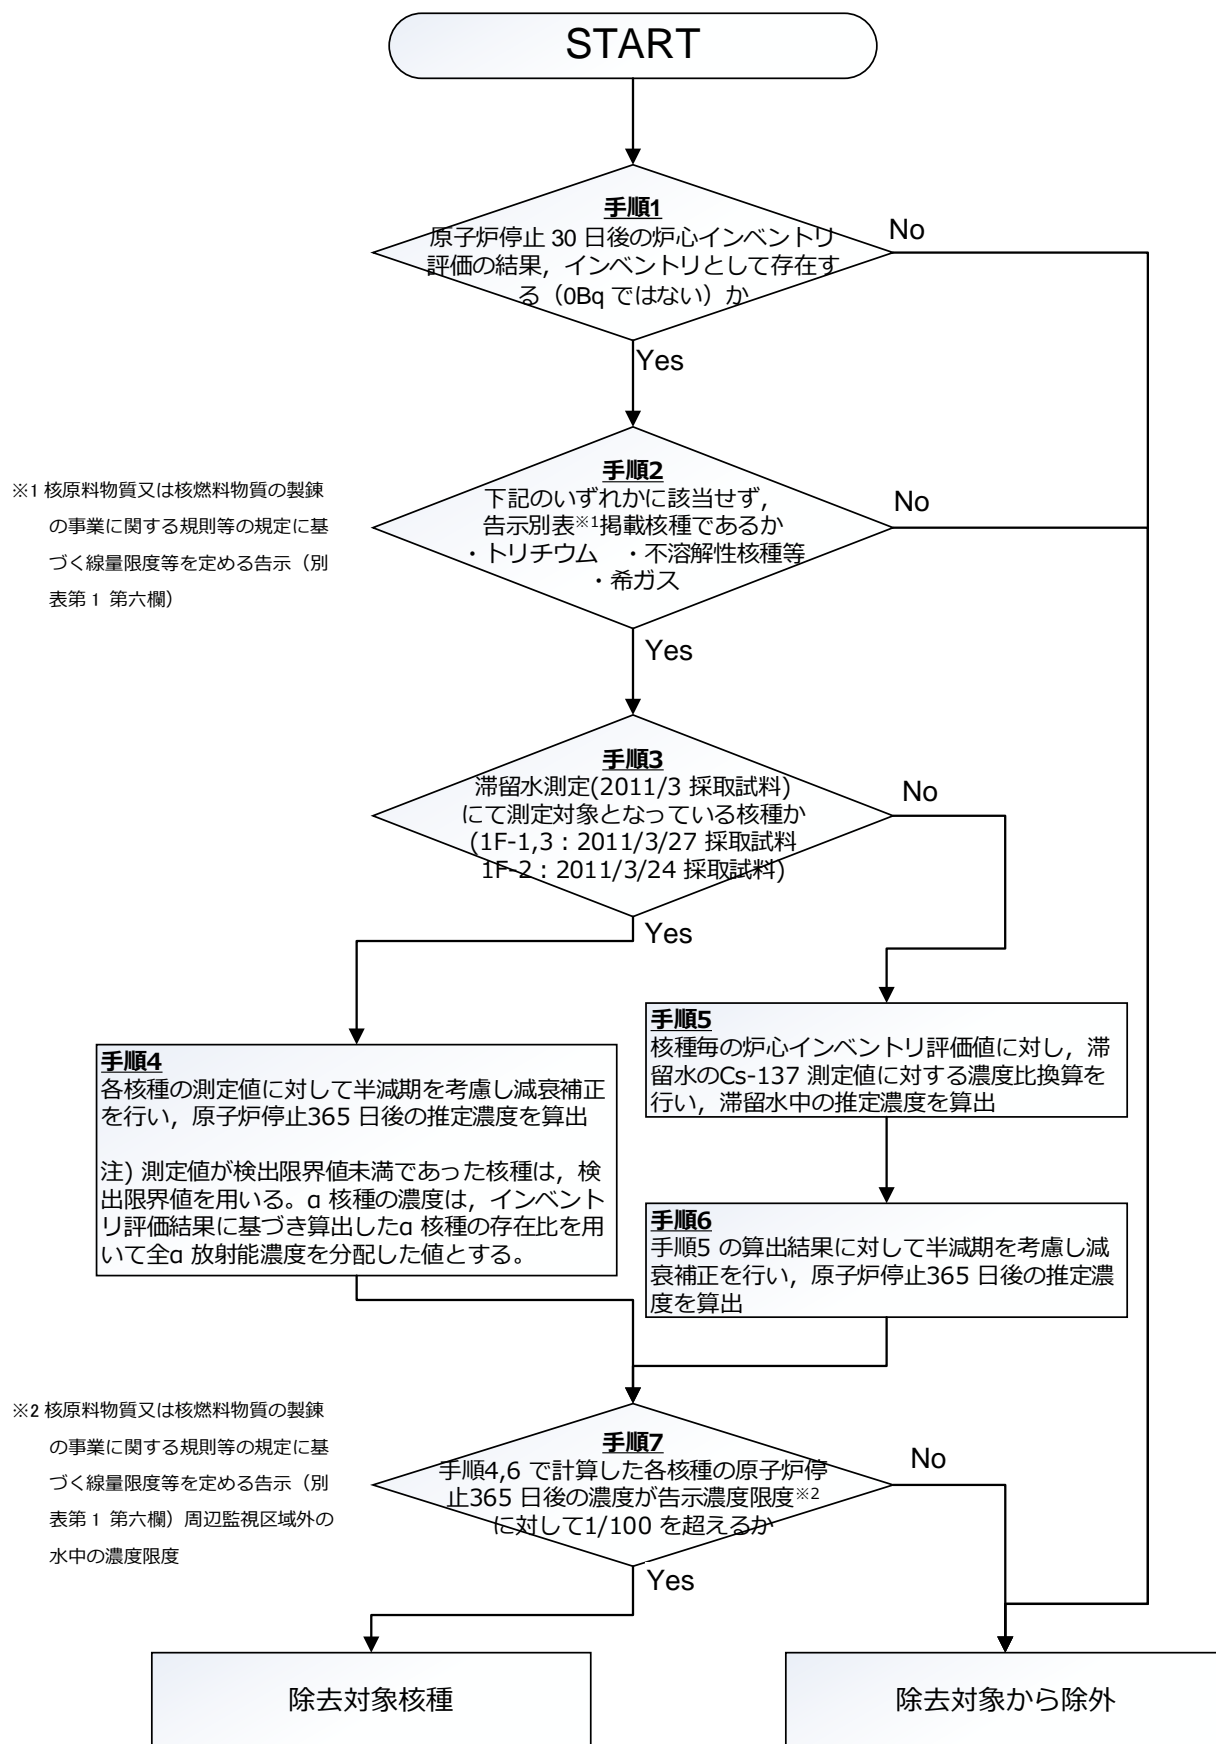 START
手順1
原子炉停止 30 日後の炉心インベントリ
評価の結果，インベントリとして存在す
る（0Bq ではない）か
No
Yes
※1 核原料物質又は核燃料物質の製錬
の事業に関する規則等の規定に基
づく線量限度等を定める告示（別
表第 1 第六欄）
手順2
下記のいずれかに該当せず，
告示別表※1掲載核種であるか
・トリチウム　・不溶解性核種等
・希ガス
No
Yes
手順3
滞留水測定(2011/3 採取試料)
にて測定対象となっている核種か
(1F-1,3：2011/3/27 採取試料
1F-2：2011/3/24 採取試料)
No
Yes
手順4
各核種の測定値に対して半減期を考慮し減衰補正
を行い，原子炉停止365 日後の推定濃度を算出
注) 測定値が検出限界値未満であった核種は，検
出限界値を用いる。α 核種の濃度は，インベント
リ評価結果に基づき算出したα 核種の存在比を用
いて全α 放射能濃度を分配した値とする。
手順5
核種毎の炉心インベントリ評価値に対し，滞
留水のCs-137 測定値に対する濃度比換算を
行い，滞留水中の推定濃度を算出
手順6
手順5 の算出結果に対して半減期を考慮し減
衰補正を行い，原子炉停止365 日後の推定濃
度を算出
※2 核原料物質又は核燃料物質の製錬
の事業に関する規則等の規定に基
づく線量限度等を定める告示（別
表第 1 第六欄）周辺監視区域外の
水中の濃度限度
手順7
手順4,6 で計算した各核種の原子炉停
止365 日後の濃度が告示濃度限度※2
に対して1/100 を超えるか
No
Yes
除去対象核種
除去対象から除外